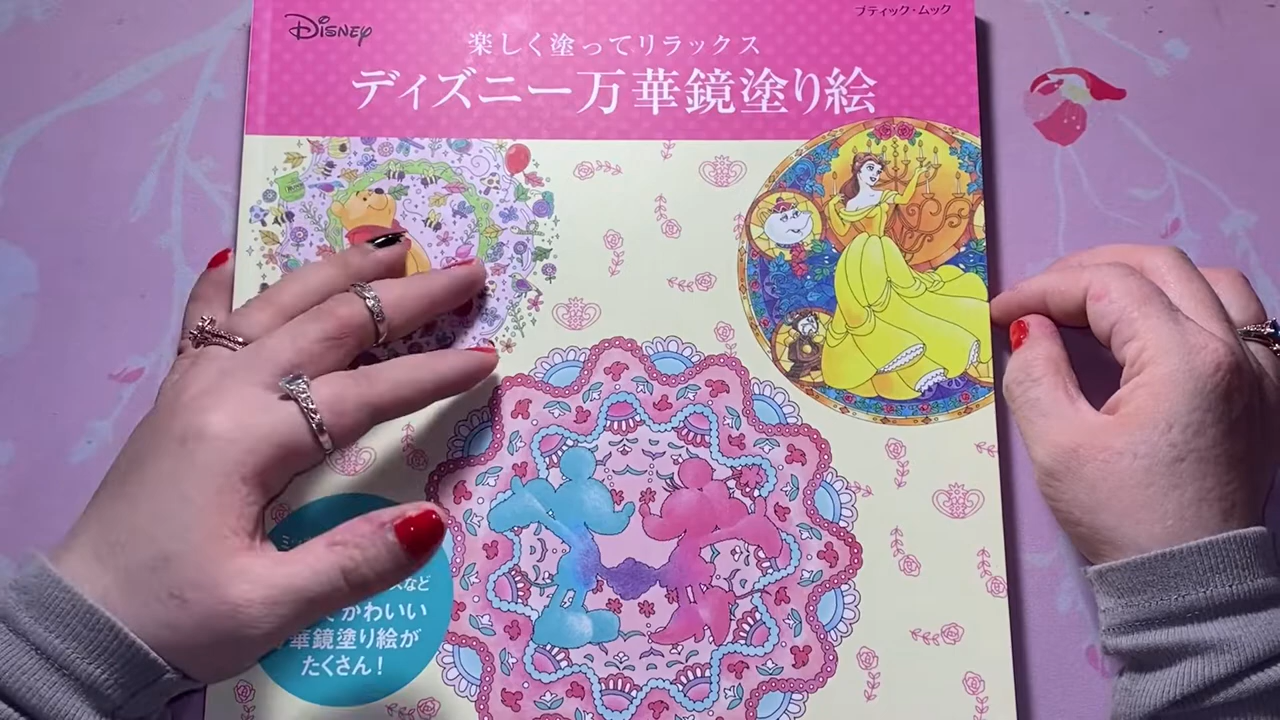 Disney
ブティック・ムック
楽しく塗ってリラックス
ディズニー万華鏡塗り絵
など
かわいい
華鏡塗り絵が
たくさん！